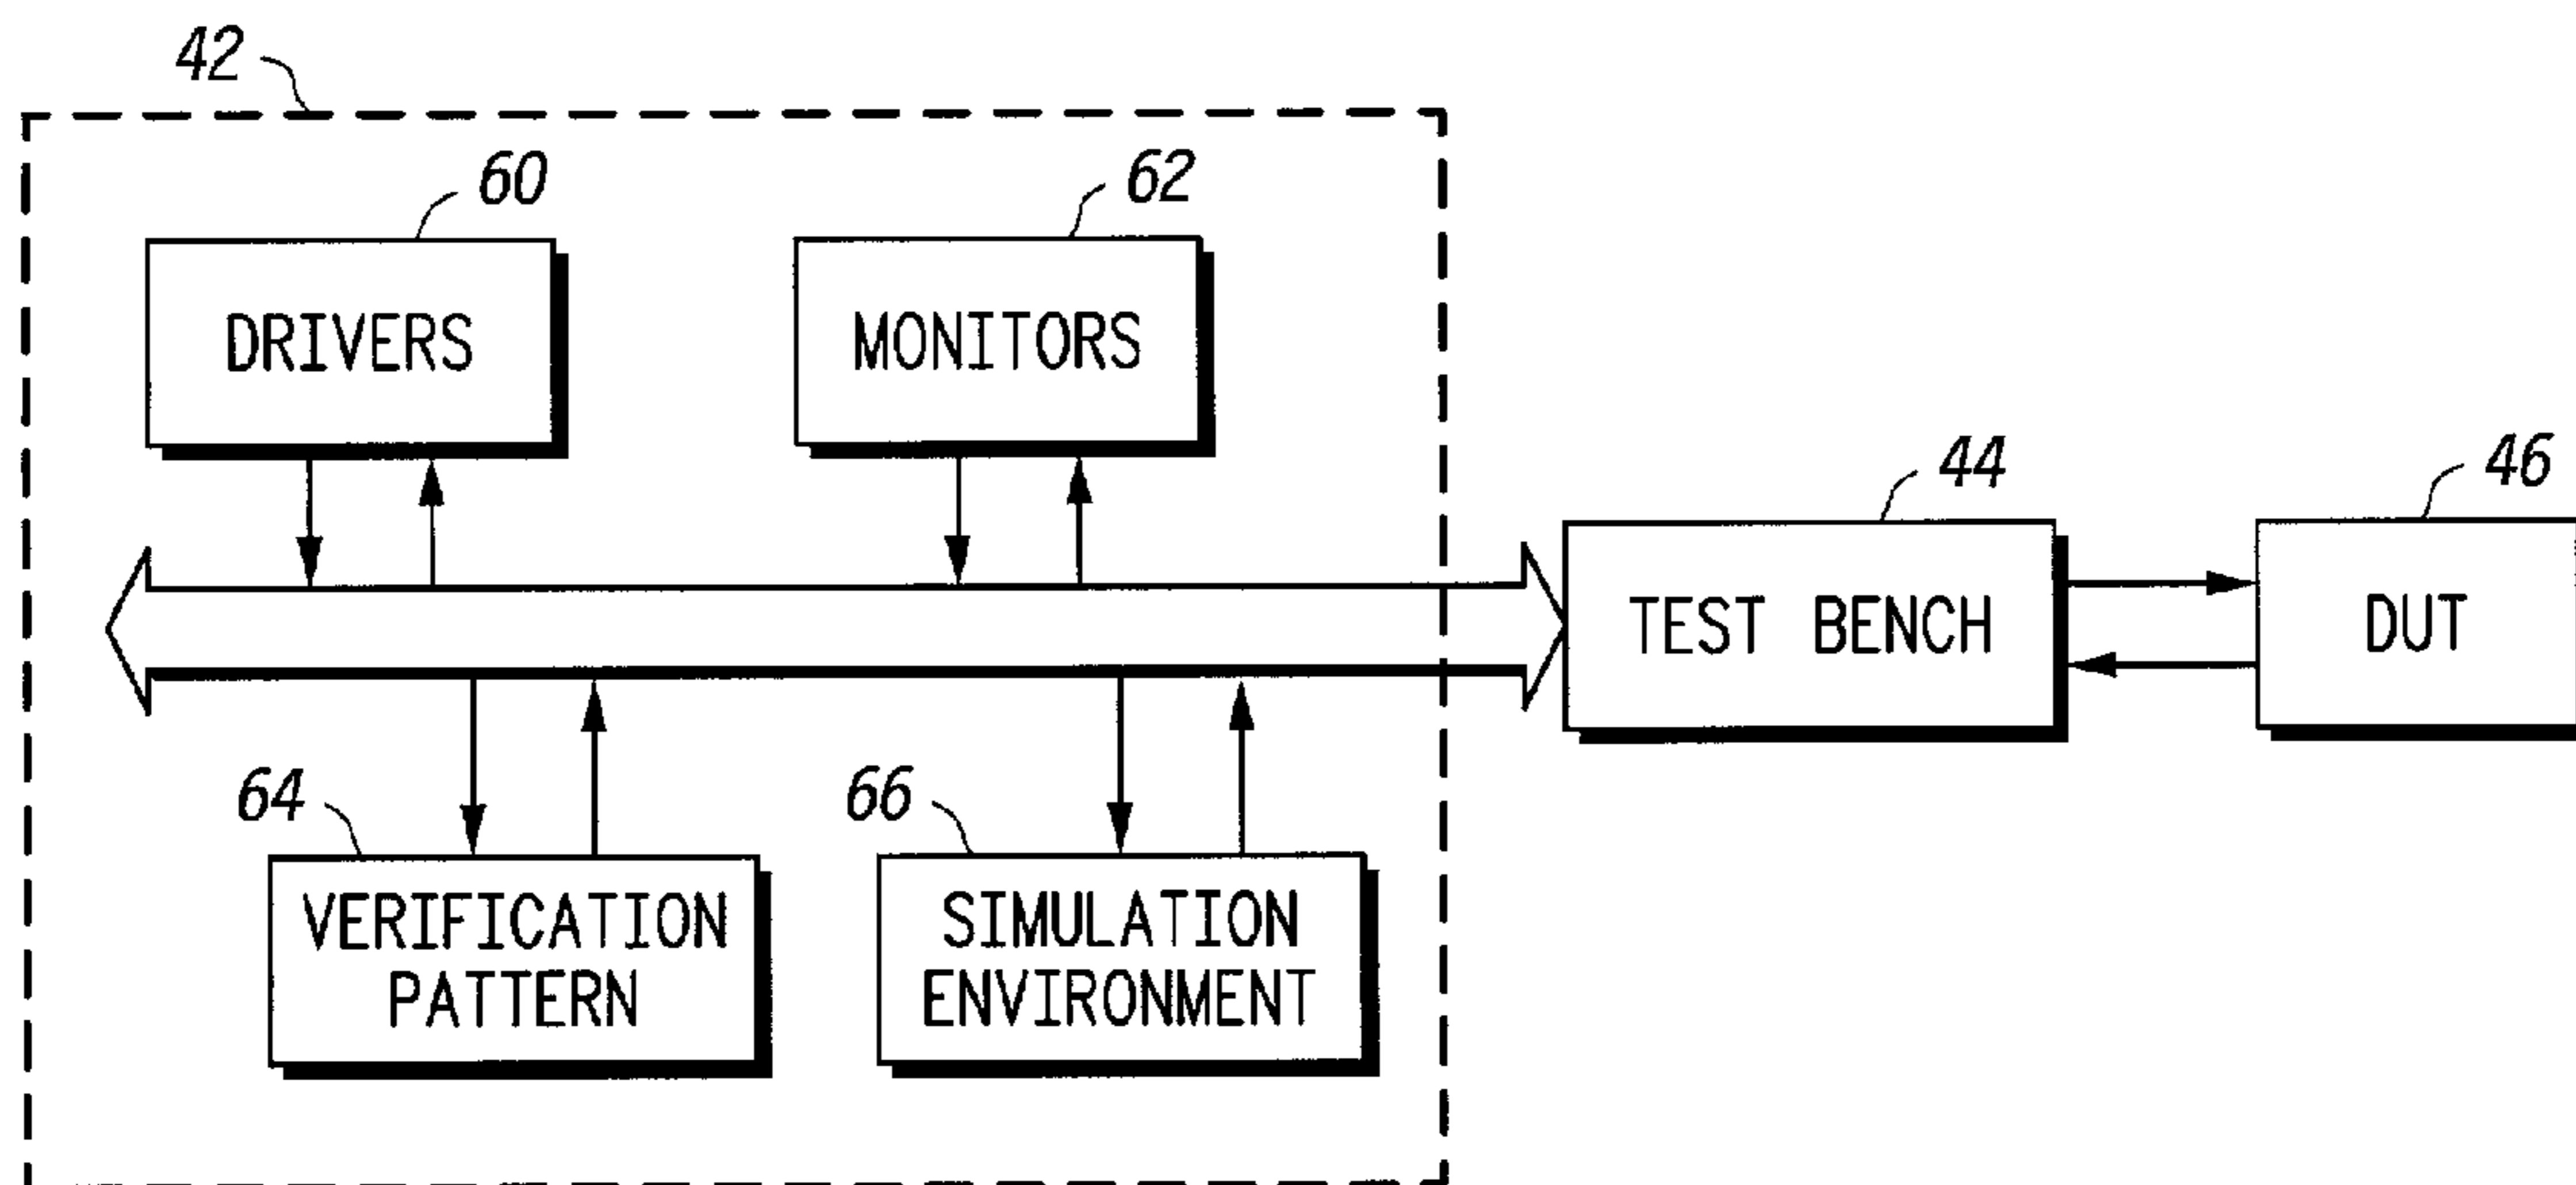 42
60
62
DRIVERS
MONITORS
44
46
TEST BENCH
DUT
64
66
VERIFICATION
PATTERN
SIMULATION
ENVIRONMENT